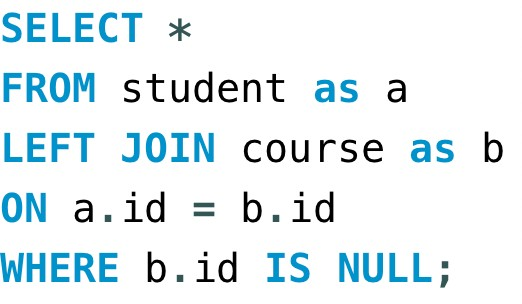 SELECT *
FROM student as a
LEFT JOIN course as b
ON a.id = b.id
WHERE b.id IS NULL;